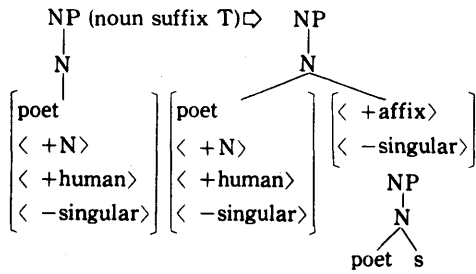 NP (noun suffix T) ⇨ NP
N N
poet poet ⟨ +affix⟩
⟨ +N⟩ ⟨ +N⟩ ⟨ −singular⟩
⟨ +human⟩ ⟨ +human⟩ NP
⟨ −singular⟩ ⟨ −singular⟩ N
poet s